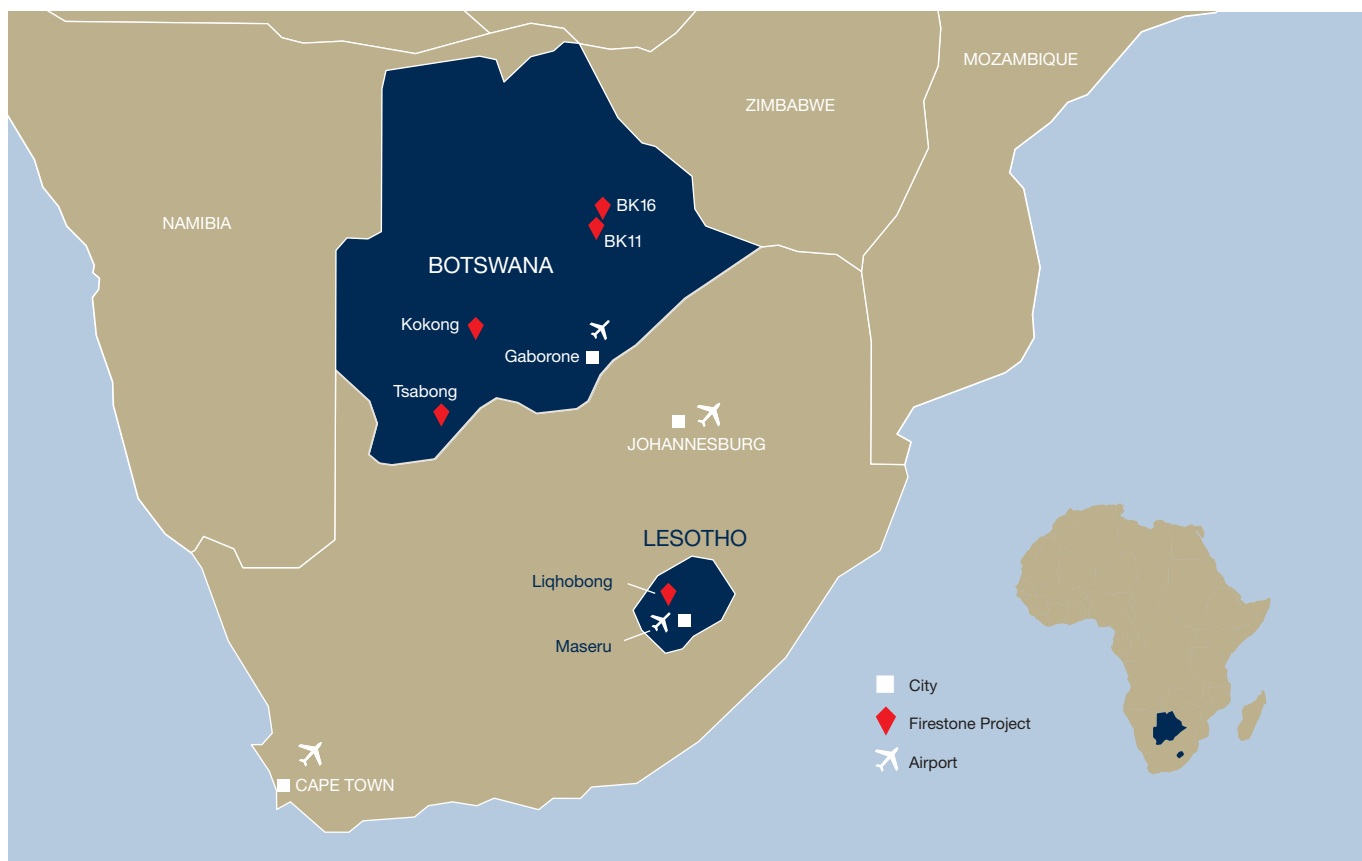 MOZAMBIQUE
ZIMBABWE
NAMIBIA
BK16
BK11
BOTSWANA
Kokong
Gaborone
Tsabong
JOHANNESBURG
LESOTHO
Liqhobong
Maseru
CAPE TOWN
City
Firestone Project
Airport